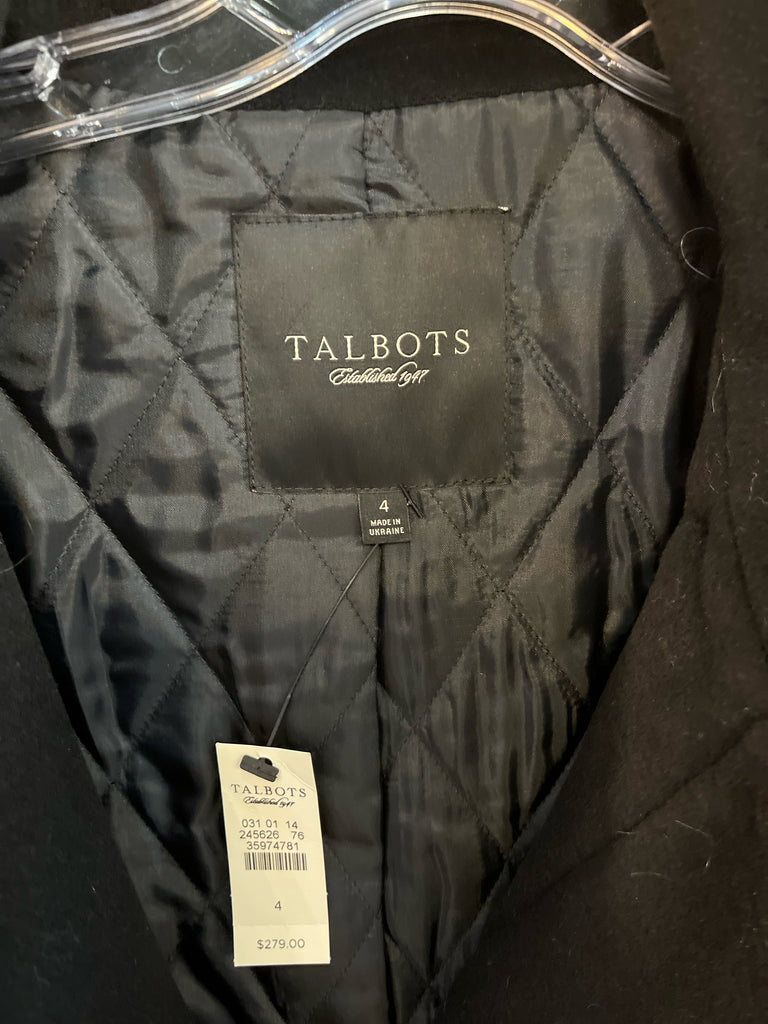 TALBOTS
Established 1947
4
MADE IN
UKRAINE
TALBOTS
Established 1947
031 01 14
245626 76
35974781
4
$279.00